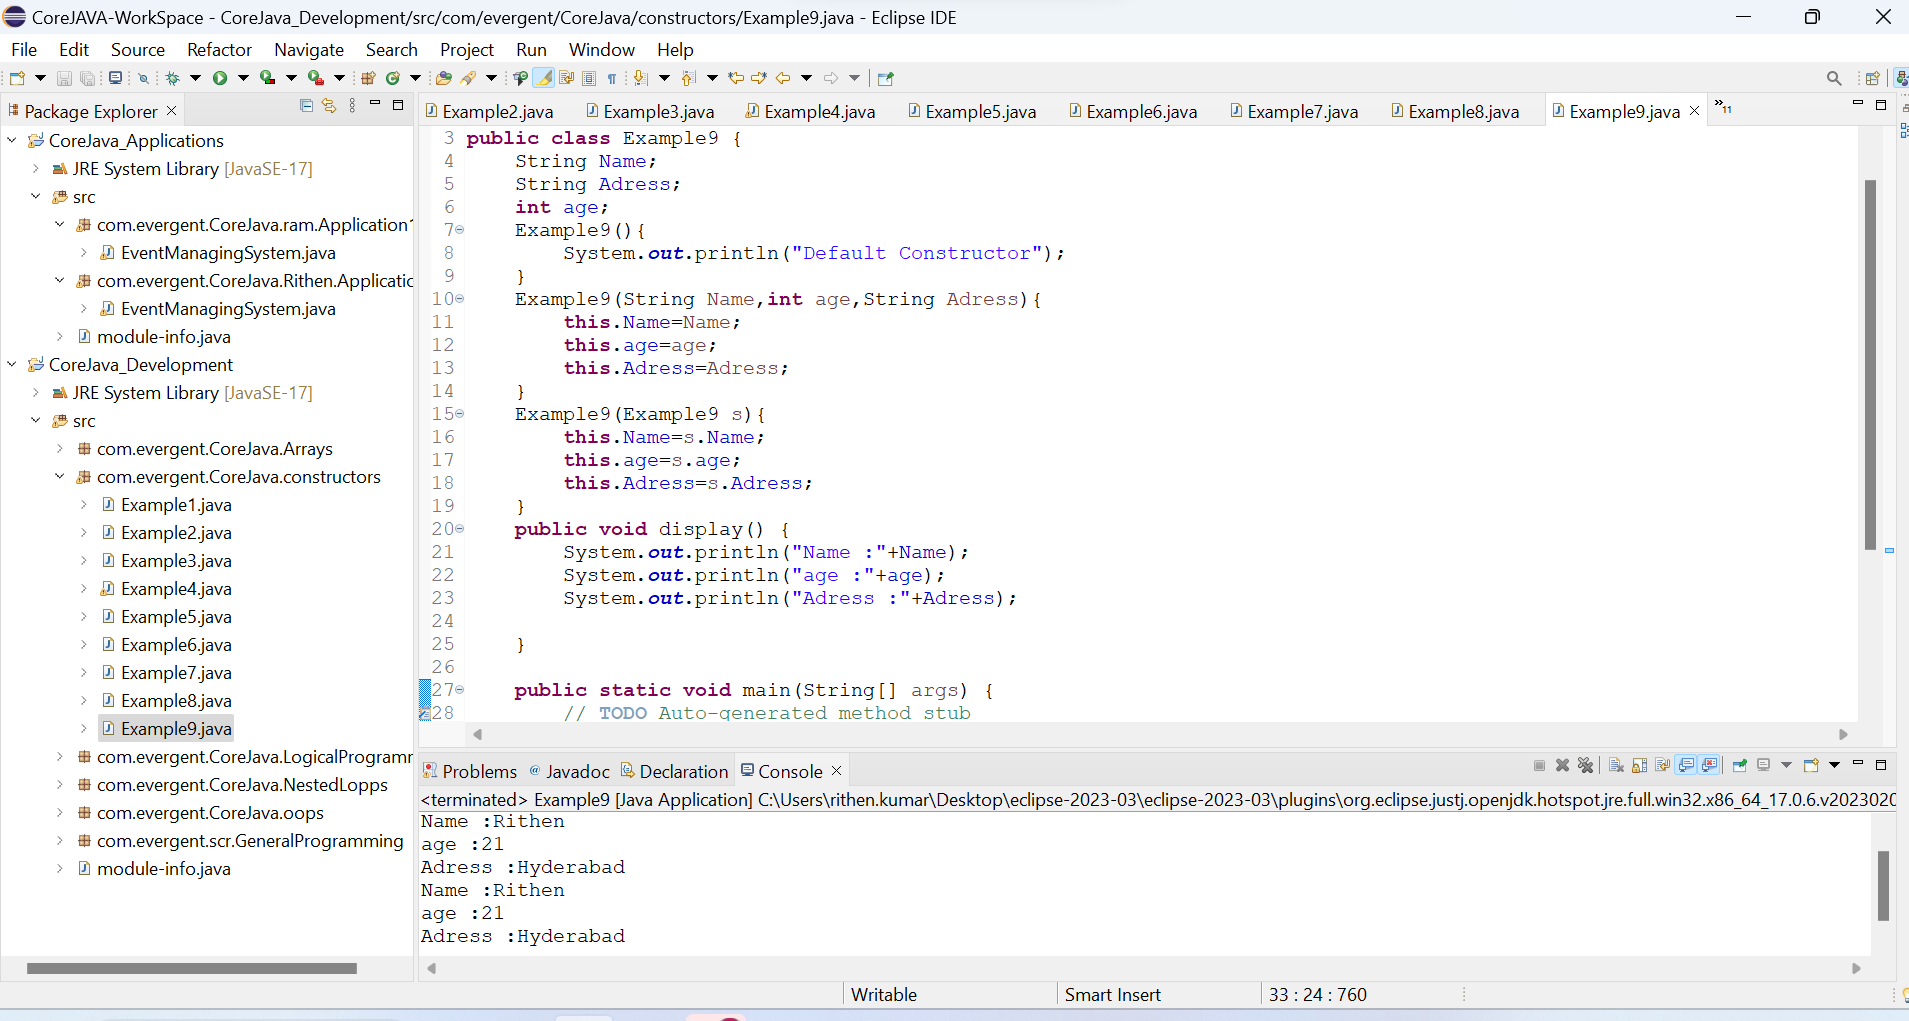 CoreJAVA-WorkSpace - CoreJava_Development/src/com/evergent/CoreJava/constructors/Example9.java - Eclipse IDE
File Edit Source Refactor Navigate Search Project Run Window Help
Package Explorer
CoreJava_Applications
JRE System Library [JavaSE-17]
src
com.evergent.CoreJava.ram.Application
EventManagingSystem.java
com.evergent.CoreJava.Rithen.Applicatic
EventManagingSystem.java
module-info.java
CoreJava_Development
JRE System Library [JavaSE-17]
src
com.evergent.CoreJava.Arrays
com.evergent.CoreJava.constructors
Example1.java
Example2.java
Example3.java
Example4.java
Example5.java
Example6.java
Example7.java
Example8.java
Example9.java
com.evergent.CoreJava.LogicalProgramr
com.evergent.CoreJava.NestedLopps
com.evergent.CoreJava.oops
com.evergent.scr.GeneralProgramming
module-info.java
Example2.java Example3.java Example4.java Example5.java Example6.java Example7.java Example8.java Example9.java »11
3 public class Example9 {
4 String Name;
5 String Adress;
6 int age;
7 Example9(){
8 System.out.println("Default Constructor");
9 }
10 Example9(String Name,int age,String Adress){
11 this.Name=Name;
12 this.age=age;
13 this.Adress=Adress;
14 }
15 Example9(Example9 s){
16 this.Name=s.Name;
17 this.age=s.age;
18 this.Adress=s.Adress;
19 }
20 public void display() {
21 System.out.println("Name :"+Name);
22 System.out.println("age :"+age);
23 System.out.println("Adress :"+Adress);
24
25 }
26
27 public static void main(String[] args) {
28 // TODO Auto-generated method stub
Problems Javadoc Declaration Console
<terminated> Example9 [Java Application] C:\Users\rithen.kumar\Desktop\eclipse-2023-03\eclipse-2023-03\plugins\org.eclipse.justj.openjdk.hotspot.jre.full.win32.x86_64_17.0.6.v2023020
Name :Rithen
age :21
Adress :Hyderabad
Name :Rithen
age :21
Adress :Hyderabad
Writable Smart Insert 33 : 24 : 760